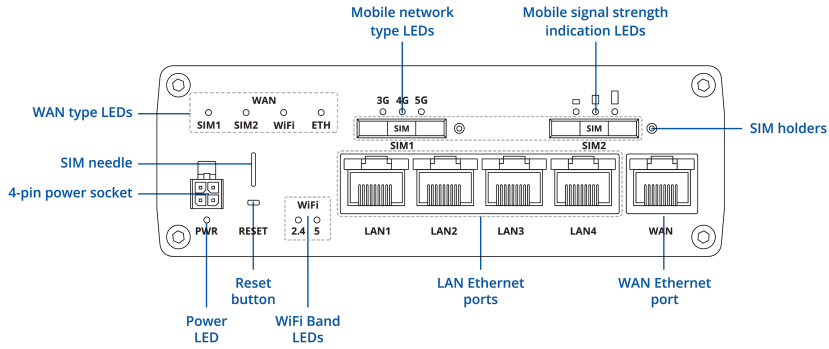 Mobile network
type LEDs
Mobile signal strength
indication LEDs
WAN type LEDs
WAN
SIM1 SIM2 WiFi ETH
3G 4G 5G
SIM
SIM1
SIM
SIM2
SIM holders
SIM needle
4-pin power socket
PWR
RESET
WiFi
2.4 5
LAN1 LAN2 LAN3 LAN4 WAN
Reset
button
LAN Ethernet
ports
WAN Ethernet
port
Power
LED
WiFi Band
LEDs